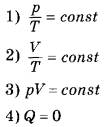 1) p/T = const
2) V/T = const
3) pV = const
4) Q = 0